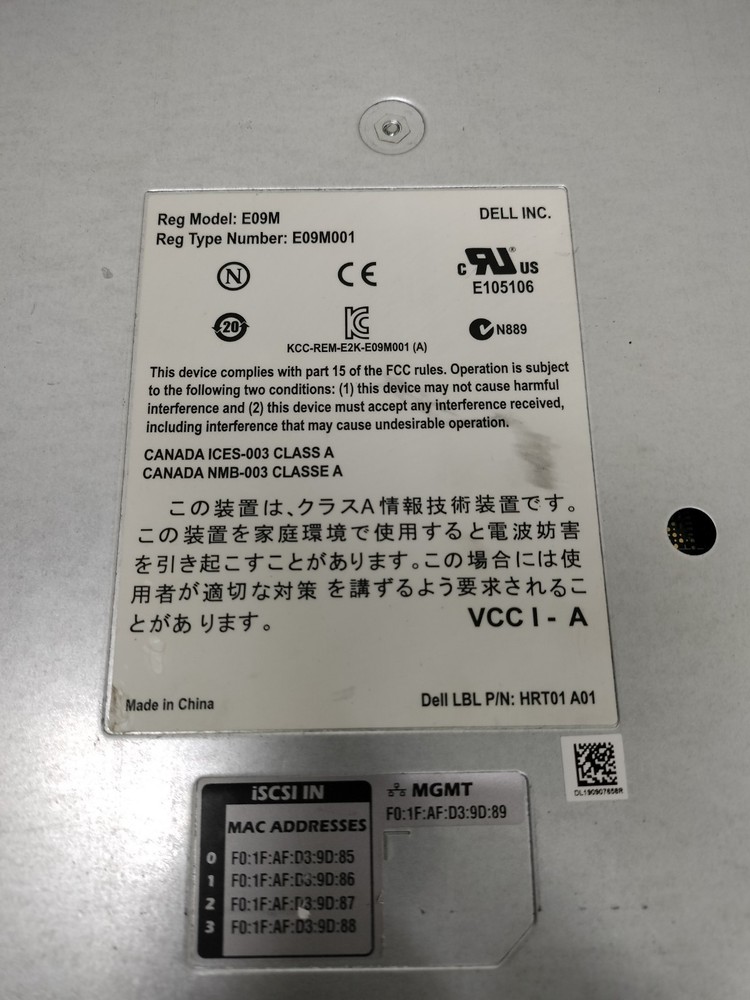 Reg Model: E09M
DELL INC.
Reg Type Number: E09M001
N
CE
C RU® US
E105106
20
KC
N889
KCC-REM-E2K-E09M001 (A)
This device complies with part 15 of the FCC rules. Operation is subject
to the following two conditions: (1) this device may not cause harmful
interference and (2) this device must accept any interference received,
including interference that may cause undesirable operation.
CANADA ICES-003 CLASS A
CANADA NMB-003 CLASSE A
この装置は、クラスA情報技術装置です。
この装置を家庭環境で使用すると電波妨害
を引き起こすことがあります。この場合には使
用者が適切な対策 を講ずるよう要求されるこ
とがあ ります。
VCC I - A
Made in China
Dell LBL P/N: HRT01 A01
DL190907658R
iSCSI IN
MGMT
F0:1F:AF:D3:9D:89
MAC ADDRESSES
0 F0:1F:AF:D3:9D:85
1 F0:1F:AF:D3:9D:86
2 F0:1F:AF:D3:9D:87
3 F0:1F:AF:D3:9D:88